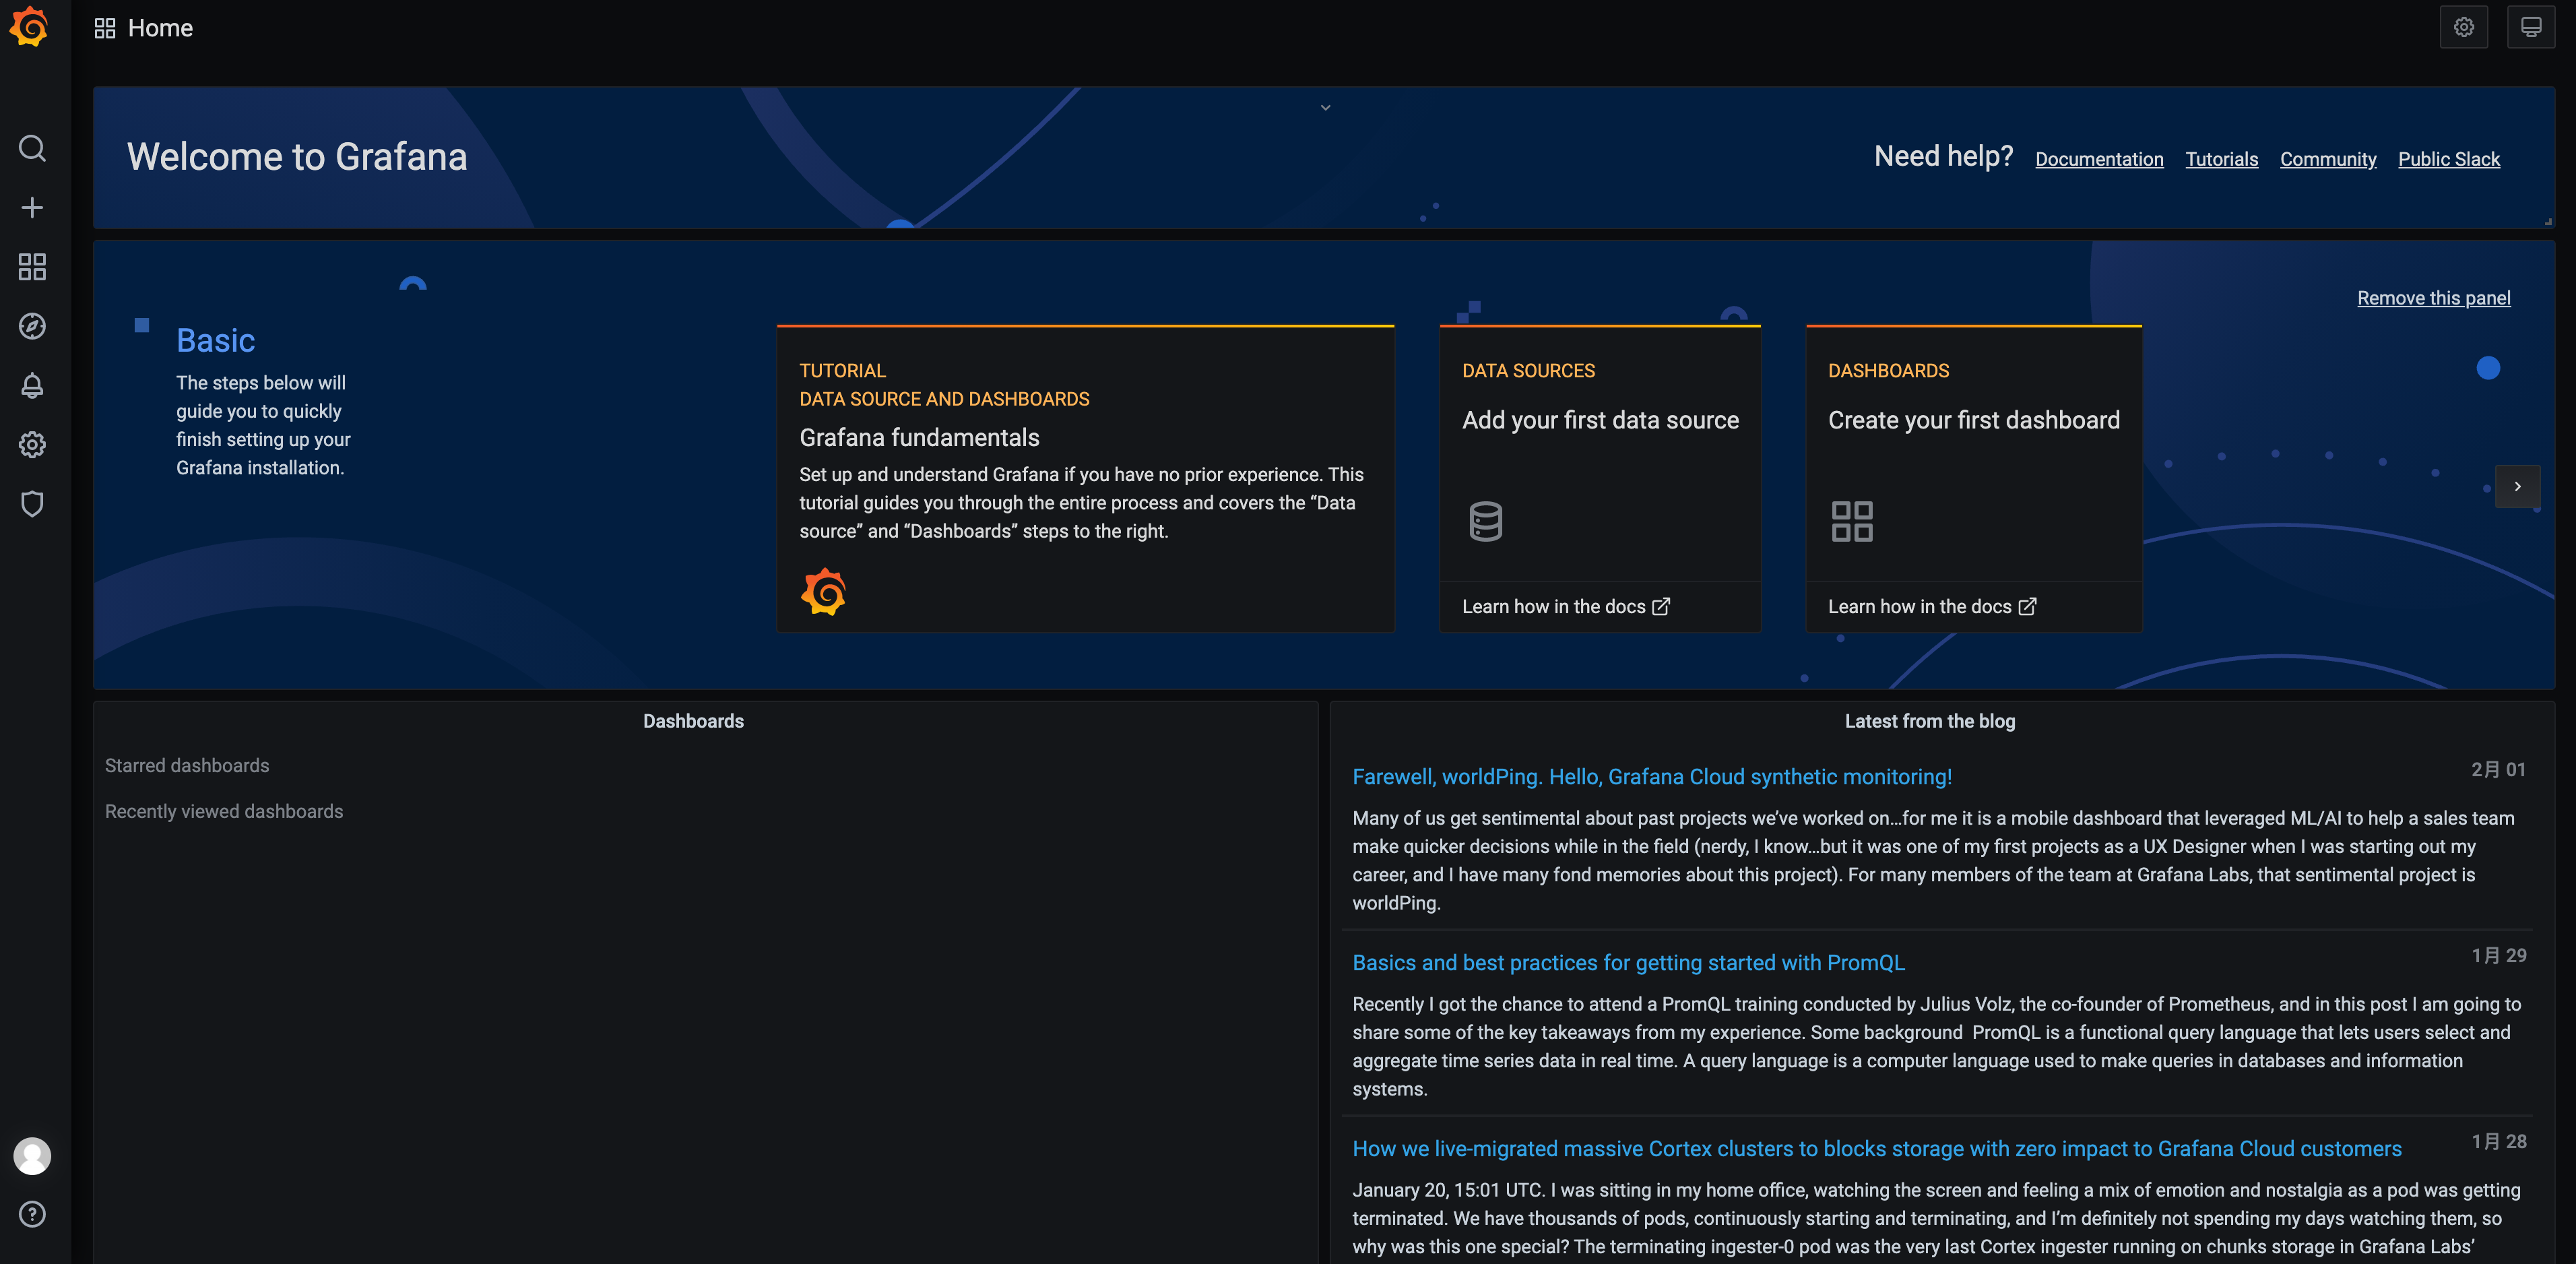 Home
Welcome to Grafana
Need help? Documentation Tutorials Community Public Slack
Remove this panel
Basic
The steps below will
guide you to quickly
finish setting up your
Grafana installation.
TUTORIAL
DATA SOURCE AND DASHBOARDS
Grafana fundamentals
Set up and understand Grafana if you have no prior experience. This
tutorial guides you through the entire process and covers the “Data
source” and “Dashboards” steps to the right.
DATA SOURCES
Add your first data source
Learn how in the docs
DASHBOARDS
Create your first dashboard
Learn how in the docs
Dashboards
Starred dashboards
Recently viewed dashboards
Latest from the blog
Farewell, worldPing. Hello, Grafana Cloud synthetic monitoring!
2月 01
Many of us get sentimental about past projects we’ve worked on…for me it is a mobile dashboard that leveraged ML/AI to help a sales team
make quicker decisions while in the field (nerdy, I know…but it was one of my first projects as a UX Designer when I was starting out my
career, and I have many fond memories about this project). For many members of the team at Grafana Labs, that sentimental project is
worldPing.
Basics and best practices for getting started with PromQL
1月 29
Recently I got the chance to attend a PromQL training conducted by Julius Volz, the co-founder of Prometheus, and in this post I am going to
share some of the key takeaways from my experience. Some background  PromQL is a functional query language that lets users select and
aggregate time series data in real time. A query language is a computer language used to make queries in databases and information
systems.
How we live-migrated massive Cortex clusters to blocks storage with zero impact to Grafana Cloud customers
1月 28
January 20, 15:01 UTC. I was sitting in my home office, watching the screen and feeling a mix of emotion and nostalgia as a pod was getting
terminated. We have thousands of pods, continuously starting and terminating, and I’m definitely not spending my days watching them, so
why was this one special? The terminating ingester-0 pod was the very last Cortex ingester running on chunks storage in Grafana Labs’